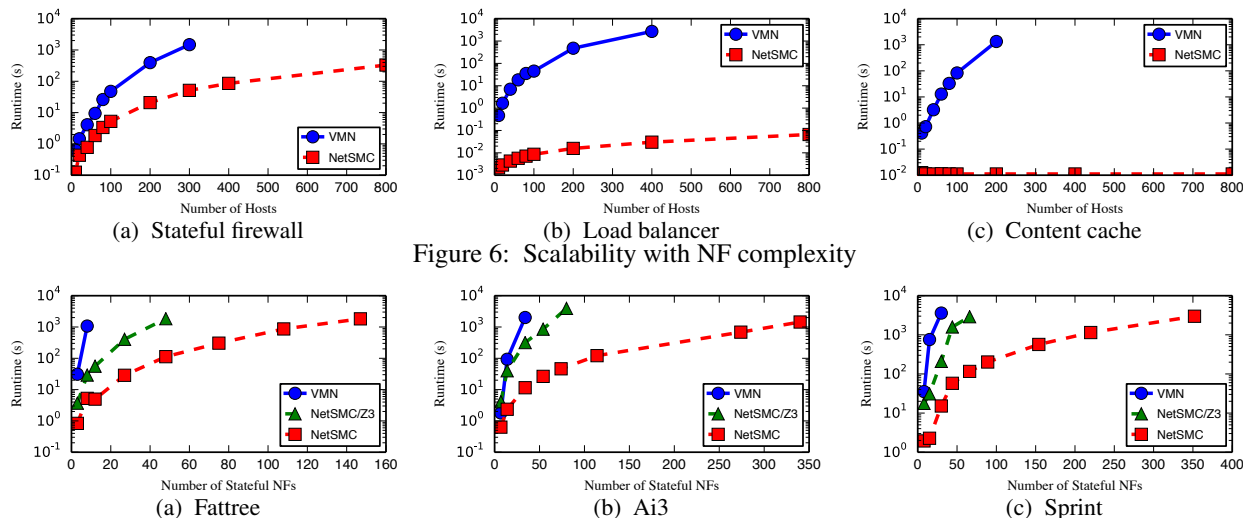 10^4
10^3
10^2
10^1
10^0
10^-1
Runtime (s)
VMN
NetSMC
0 100 200 300 400 500 600 700 800
Number of Hosts
(a) Stateful firewall
10^4
10^3
10^2
10^1
10^0
10^-1
10^-2
10^-3
Runtime (s)
VMN
NetSMC
0 100 200 300 400 500 600 700 800
Number of Hosts
(b) Load balancer
10^4
10^3
10^2
10^1
10^0
10^-1
10^-2
Runtime (s)
VMN
NetSMC
0 100 200 300 400 500 600 700 800
Number of Hosts
(c) Content cache
Figure 6: Scalability with NF complexity
10^4
10^3
10^2
10^1
10^0
10^-1
Runtime (s)
VMN
NetSMC/Z3
NetSMC
0 20 40 60 80 100 120 140 160
Number of Stateful NFs
(a) Fattree
10^4
10^3
10^2
10^1
10^0
10^-1
Runtime (s)
VMN
NetSMC/Z3
NetSMC
0 50 100 150 200 250 300 350
Number of Stateful NFs
(b) Ai3
10^4
10^3
10^2
10^1
10^0
Runtime (s)
VMN
NetSMC/Z3
NetSMC
0 50 100 150 200 250 300 350 400
Number of Stateful NFs
(c) Sprint